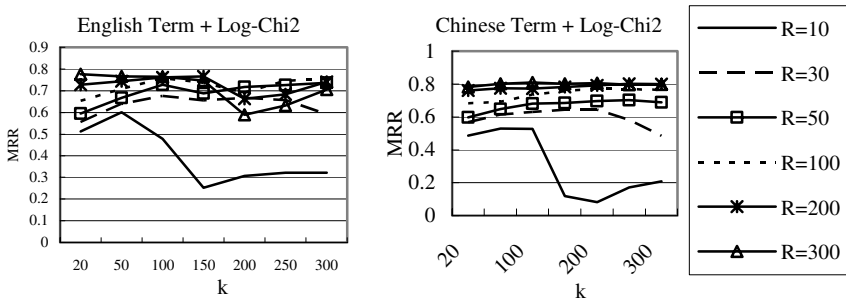 English Term + Log-Chi2
0.9
0.8
0.7
0.6
0.5
0.4
0.3
0.2
0.1
0
MRR
20 50 100 150 200 250 300
k
Chinese Term + Log-Chi2
1
0.8
0.6
0.4
0.2
0
MRR
20 100 200 300
k
R=10
R=30
R=50
R=100
R=200
R=300